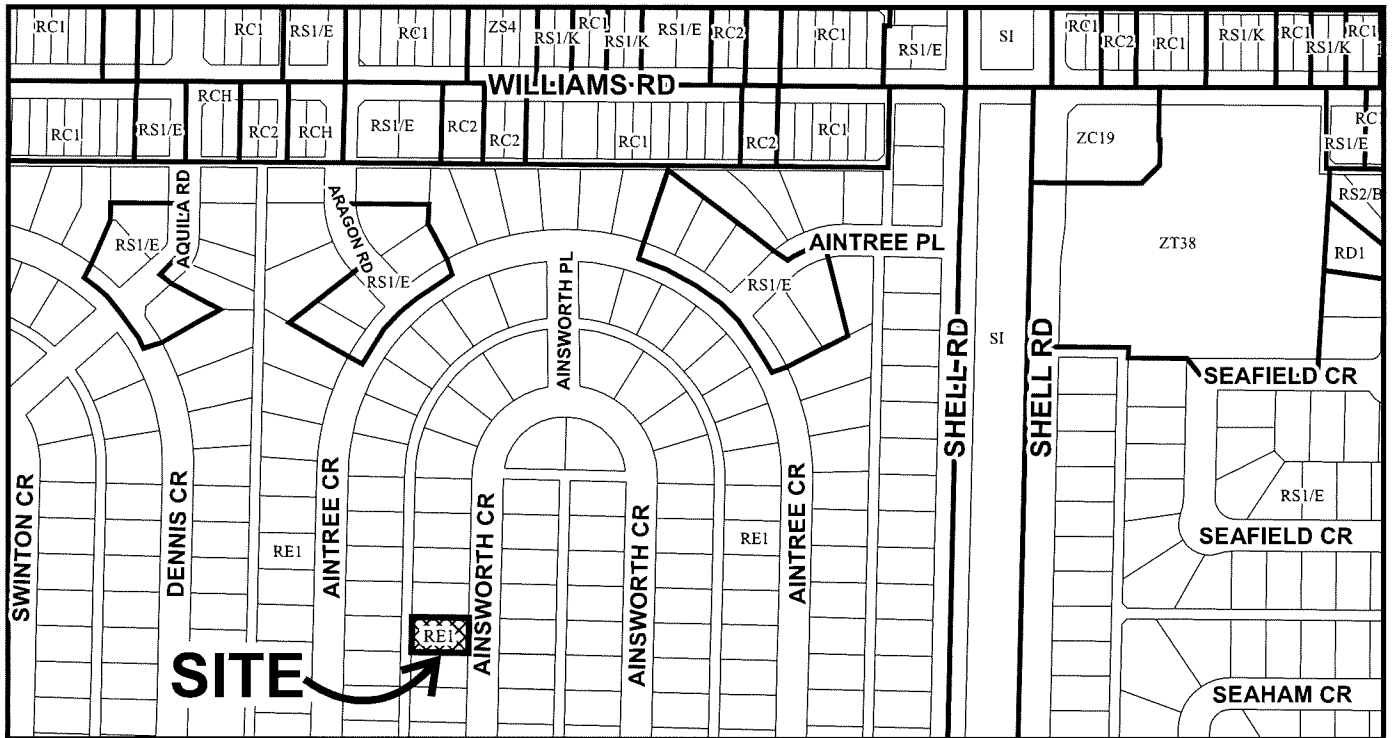 RC1
RC1
RS1/E
RC1
ZS4
RS1/K
RC1
RS1/K
RS1/E
RC2
RC1
RS1/E
SI
RC1
RC2
RC1
RS1/K
RC1
RS1/K
RC1
WILLIAMS RD
RC1
RS1/E
RCH
RC2
RCH
RS1/E
RC2
RC2
RC1
RC2
RC1
ZC19
RS1/E
RS2/B
RD1
ZT38
AQUILA RD
RS1/E
ARAGON RD
RS1/E
AINSWORTH PL
AINTREE PL
RS1/E
SHELL RD
SI
SHELL RD
SEAFIELD CR
RS1/E
SEAFIELD CR
SEAHAM CR
SWINTON CR
DENNIS CR
RE1
AINTREE CR
RE1
AINSWORTH CR
AINSWORTH CR
RE1
AINTREE CR
SITE